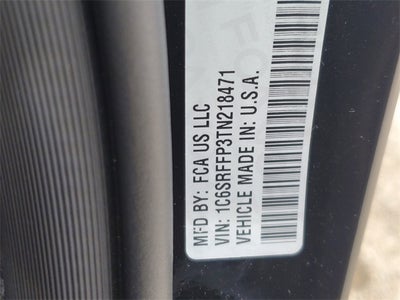 MFD BY: FCA US LLC
VIN: 1C6SRFFP3TN218471
VEHICLE MADE IN: U.S.A.